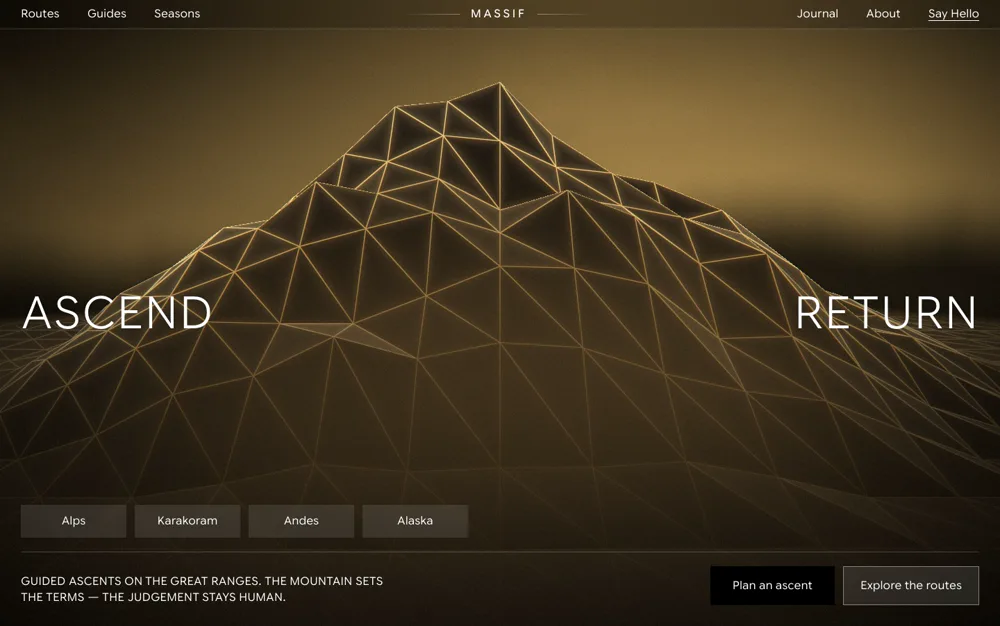 Routes Guides Seasons MASSIF Journal About Say Hello
ASCEND RETURN
Alps Karakoram Andes Alaska
GUIDED ASCENTS ON THE GREAT RANGES. THE MOUNTAIN SETS
THE TERMS — THE JUDGEMENT STAYS HUMAN.
Plan an ascent Explore the routes